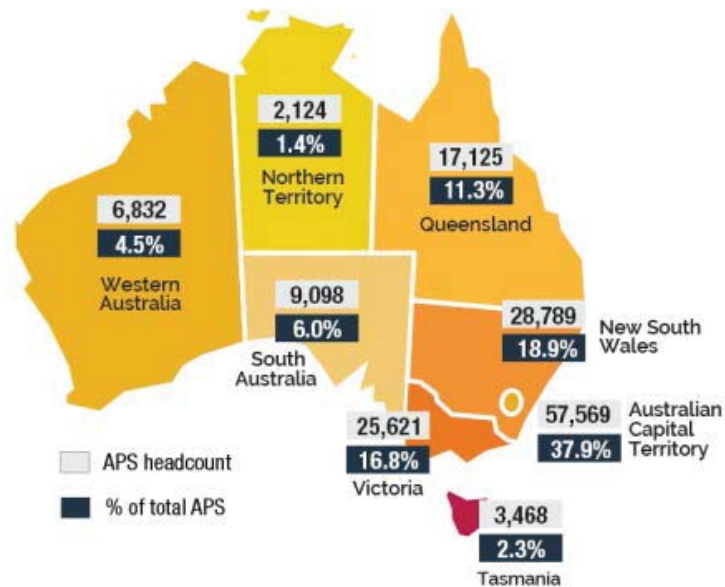 2,124
1.4%
Northern
Territory
17,125
11.3%
Queensland
6,832
4.5%
Western
Australia
9,098
6.0%
South
Australia
28,789
18.9%
New South
Wales
25,621
16.8%
Victoria
57,569
37.9%
Australian
Capital
Territory
APS headcount
% of total APS
3,468
2.3%
Tasmania